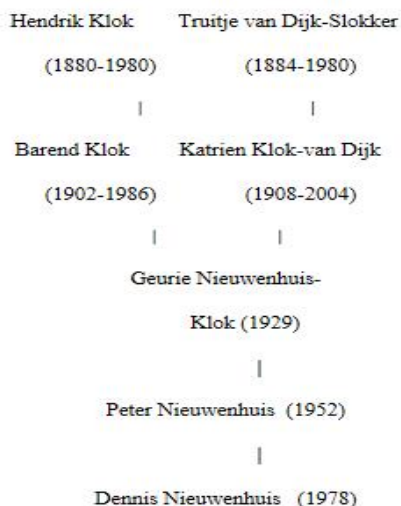 Hendrik Klok Truitje van Dijk-Slokker
(1880-1980) (1884-1980)
| |
Barend Klok Katrien Klok-van Dijk
(1902-1986) (1908-2004)
| |
Geurie Nieuwenhuis-
Klok (1929)
|
Peter Nieuwenhuis (1952)
|
Dennis Nieuwenhuis (1978)